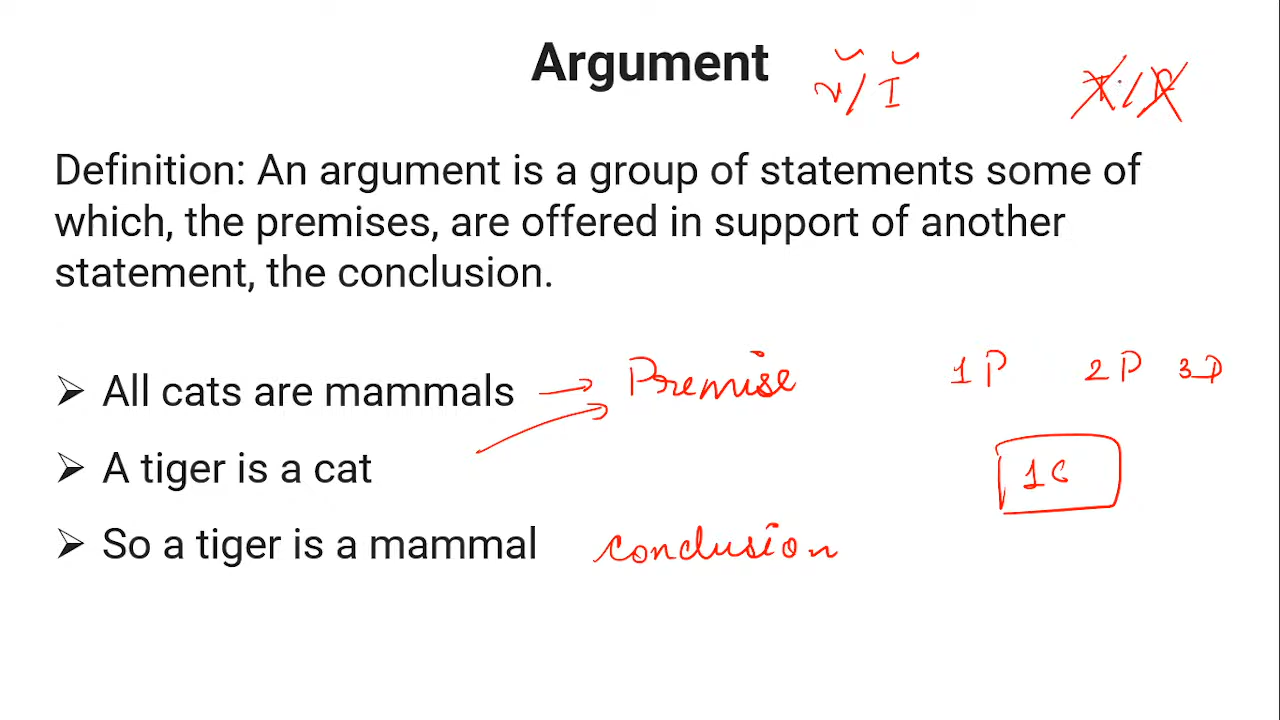 Argument V/I
Definition: An argument is a group of statements some of
which, the premises, are offered in support of another
statement, the conclusion.
➢ All cats are mammals → Premise 1P 2P 3P
➢ A tiger is a cat 1C
➢ So a tiger is a mammal conclusion